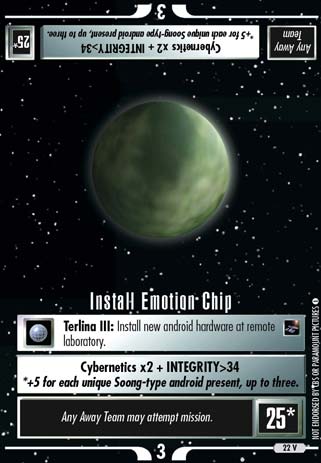 3
Any Away
Team
Cybernetics x2 + INTEGRITY>34
*+5 for each unique Soong-type android present, up to three.
25*
Install Emotion Chip
Terlina III: Install new android hardware at remote
laboratory.
Cybernetics x2 + INTEGRITY>34
*+5 for each unique Soong-type android present, up to three.
Any Away Team may attempt mission.
25*
3
22 V
NOT ENDORSED BY CBS OR PARAMOUNT PICTURES